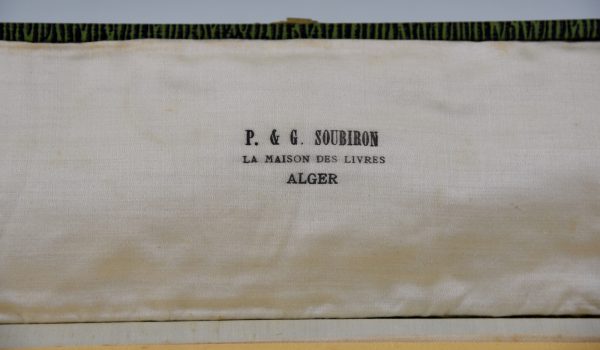 P. & G. SOUBIRON
LA MAISON DES LIVRES
ALGER